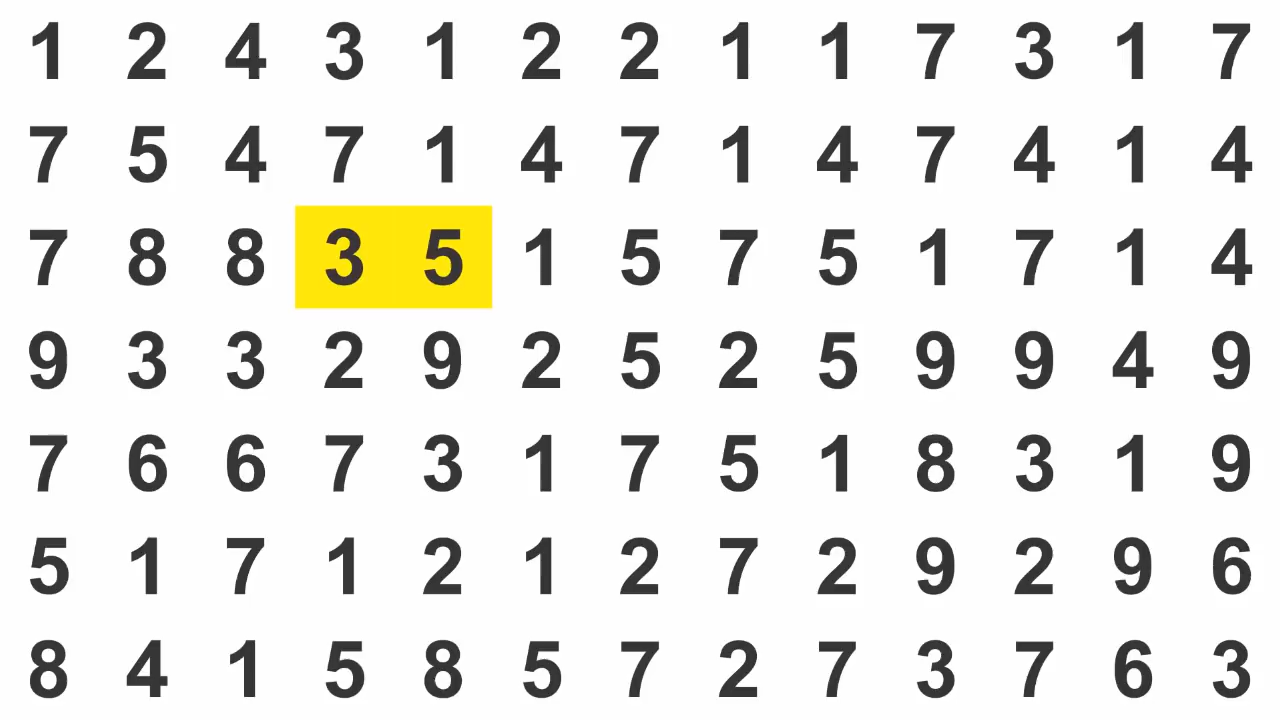 1 2 4 3 1 2 2 1 1 7 3 1 7
7 5 4 7 1 4 7 1 4 7 4 1 4
7 8 8 3 5 1 5 7 5 1 7 1 4
9 3 3 2 9 2 5 2 5 9 9 4 9
7 6 6 7 3 1 7 5 1 8 3 1 9
5 1 7 1 2 1 2 7 2 9 2 9 6
8 4 1 5 8 5 7 2 7 3 7 6 3